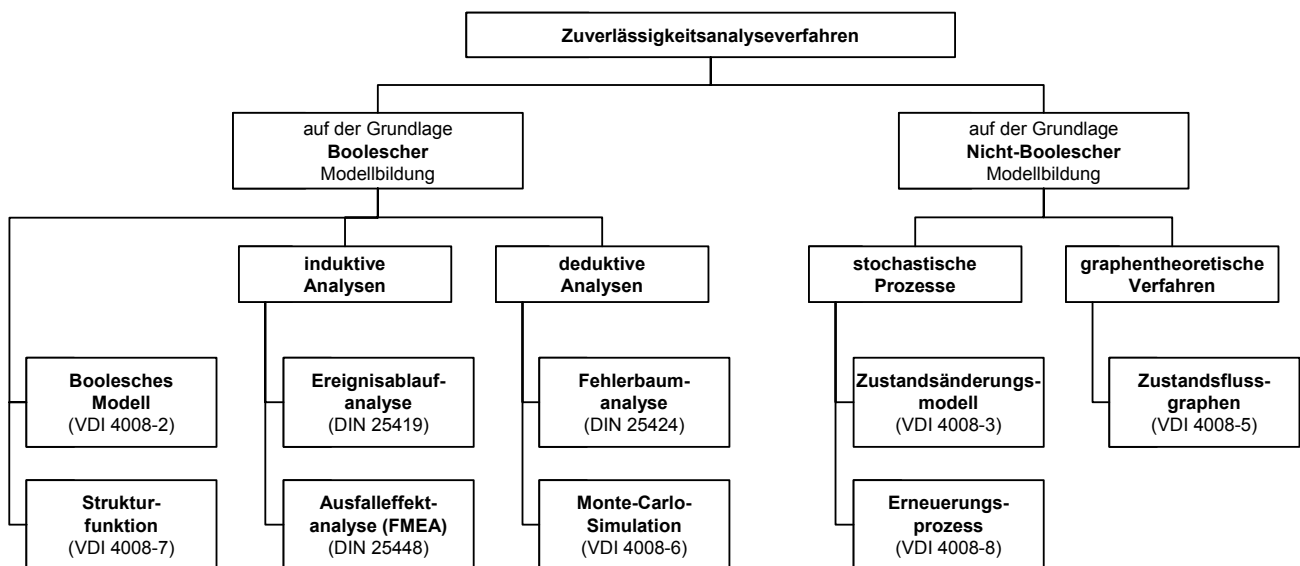 Zuverlässigkeitsanalyseverfahren
auf der Grundlage
Boolescher
Modellbildung
auf der Grundlage
Nicht-Boolescher
Modellbildung
induktive
Analysen
deduktive
Analysen
stochastische
Prozesse
graphentheoretische
Verfahren
Boolesches
Modell
(VDI 4008-2)
Ereignisablauf-
analyse
(DIN 25419)
Fehlerbaum-
analyse
(DIN 25424)
Zustandsänderungs-
modell
(VDI 4008-3)
Zustandsfluss-
graphen
(VDI 4008-5)
Struktur-
funktion
(VDI 4008-7)
Ausfalleffekt-
analyse (FMEA)
(DIN 25448)
Monte-Carlo-
Simulation
(VDI 4008-6)
Erneuerungs-
prozess
(VDI 4008-8)